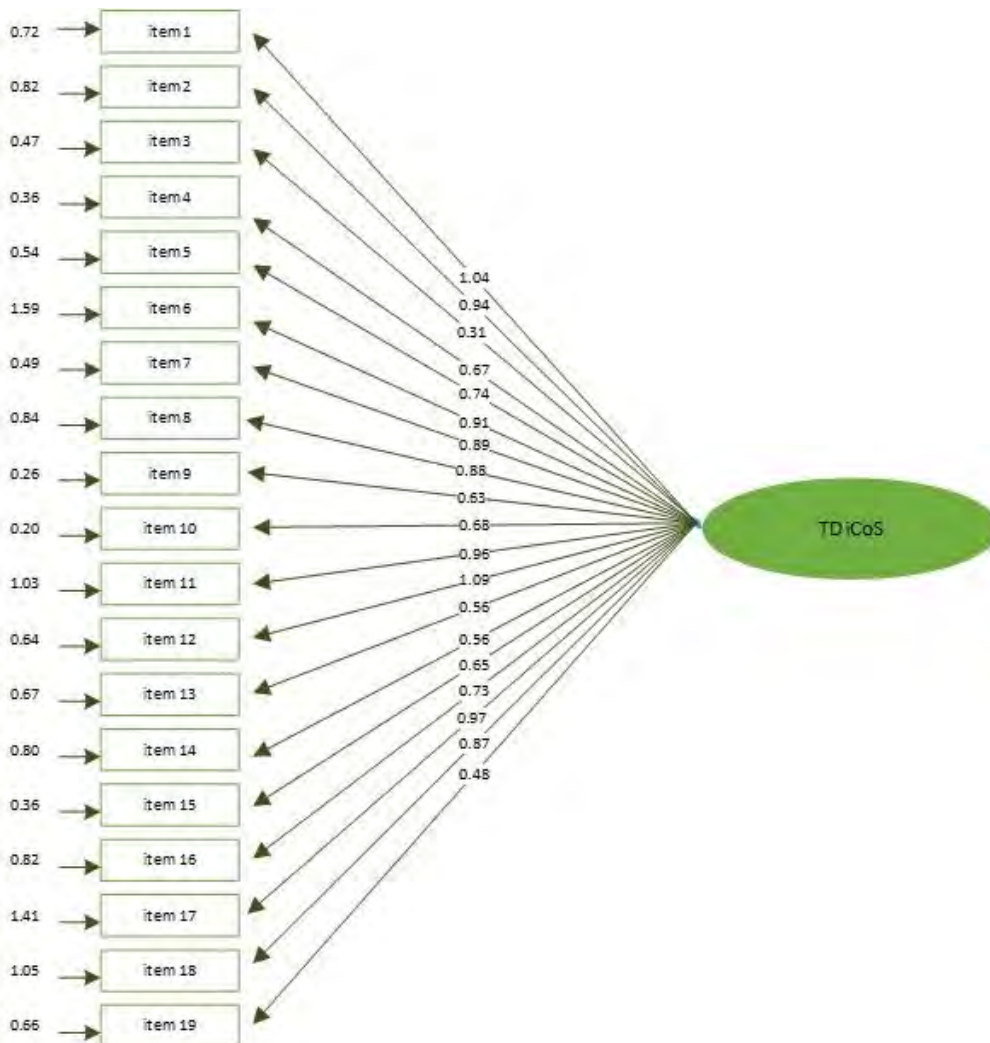 0.72 item 1
0.82 item 2
0.47 item 3
0.36 item 4
0.54 item 5
1.59 item 6
0.49 item 7
0.84 item 8
0.26 item 9
0.20 item 10
1.03 item 11
0.64 item 12
0.67 item 13
0.80 item 14
0.36 item 15
0.82 item 16
1.41 item 17
1.05 item 18
0.66 item 19
1.04
0.94
0.31
0.67
0.74
0.91
0.89
0.88
0.63
0.68
0.96
1.09
0.56
0.56
0.65
0.73
0.97
0.87
0.48
TDiCoS